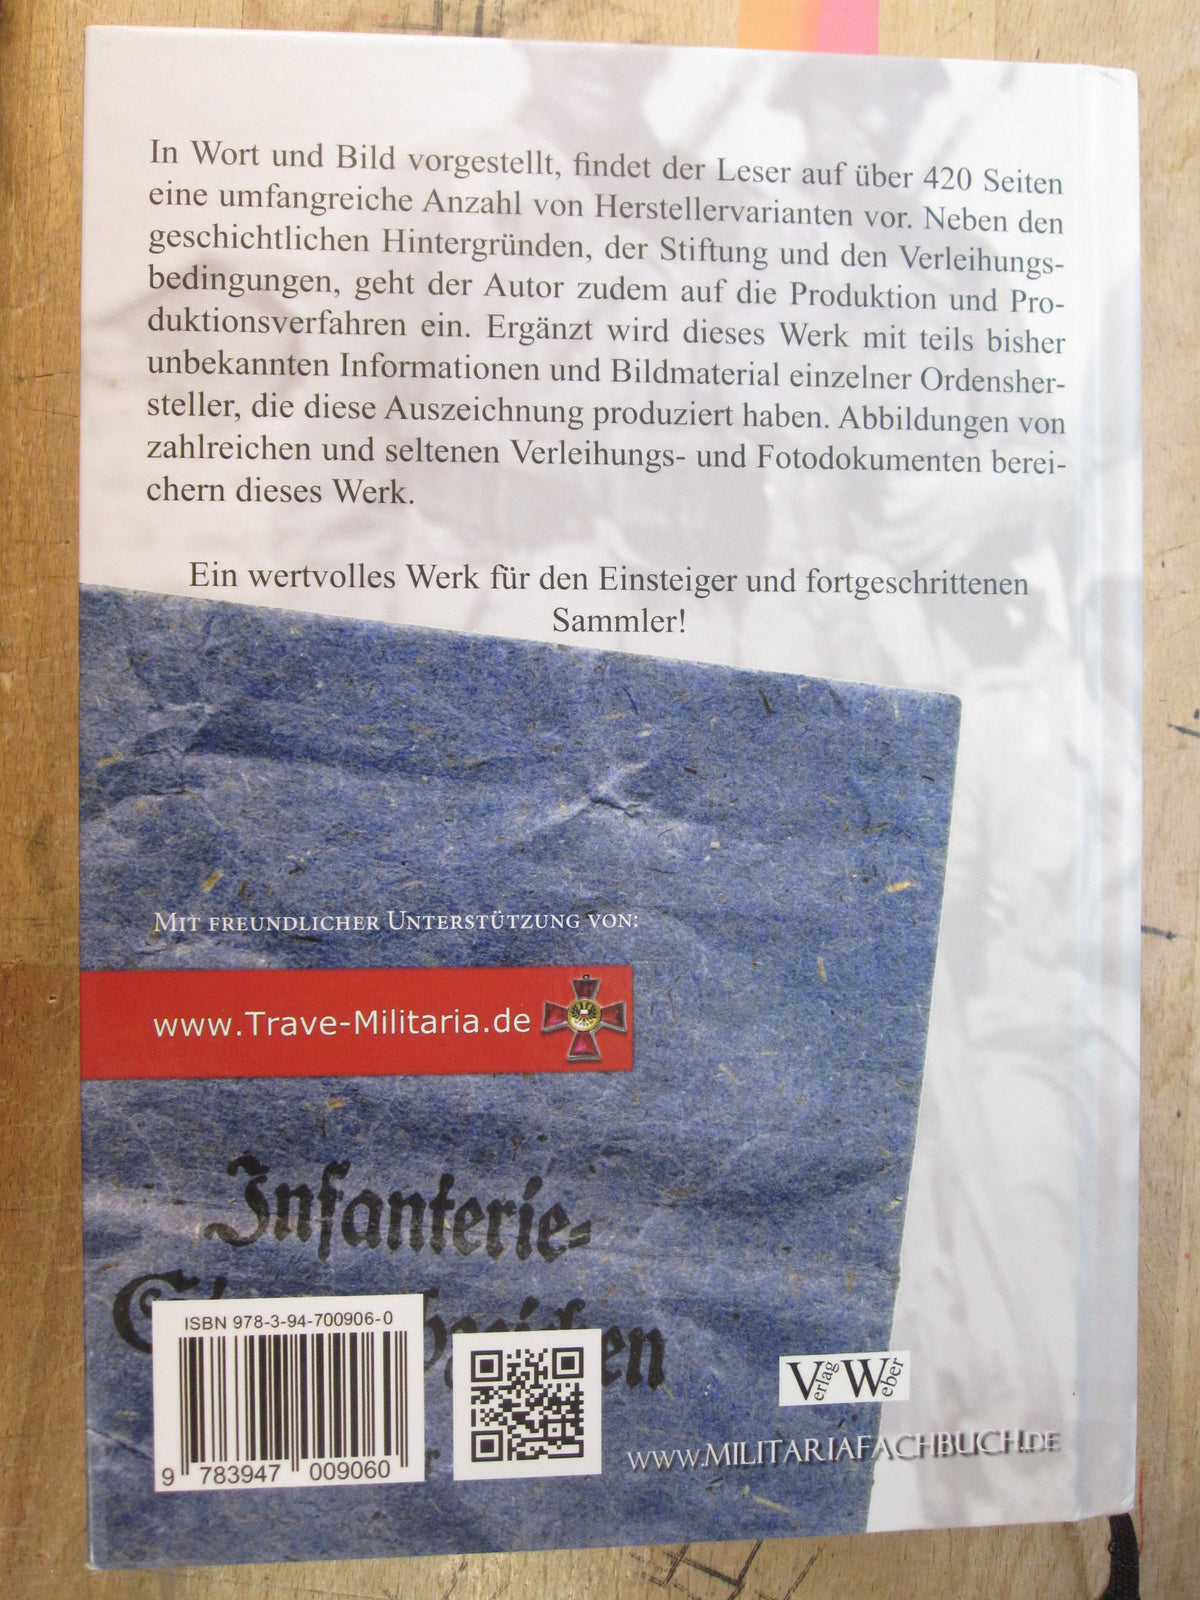 In Wort und Bild vorgestellt, findet der Leser auf über 420 Seiten
eine umfangreiche Anzahl von Herstellervarianten vor. Neben den
geschichtlichen Hintergründen, der Stiftung und den Verleihungs-
bedingungen, geht der Autor zudem auf die Produktion und Pro-
duktionsverfahren ein. Ergänzt wird dieses Werk mit teils bisher
unbekannten Informationen und Bildmaterial einzelner Ordensher-
steller, die diese Auszeichnung produziert haben. Abbildungen von
zahlreichen und seltenen Verleihungs- und Fotodokumenten berei-
chern dieses Werk.
Ein wertvolles Werk für den Einsteiger und fortgeschrittenen
Sammler!
Mit freundlicher Unterstützung von:
www.Trave-Militaria.de
Infanterie-
ISBN 978-3-94-700906-0
9 783947 009060
Verlag Weber
www.MILITARIAFACHBUCH.DE